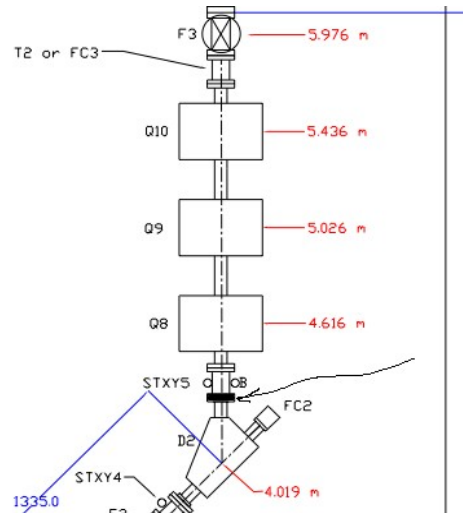 F3
5.976 m
T2 or FC3
Q10
5.436 m
Q9
5.026 m
Q8
4.616 m
STXY5
B
FC2
D2
STXY4
4.019 m
1335.0